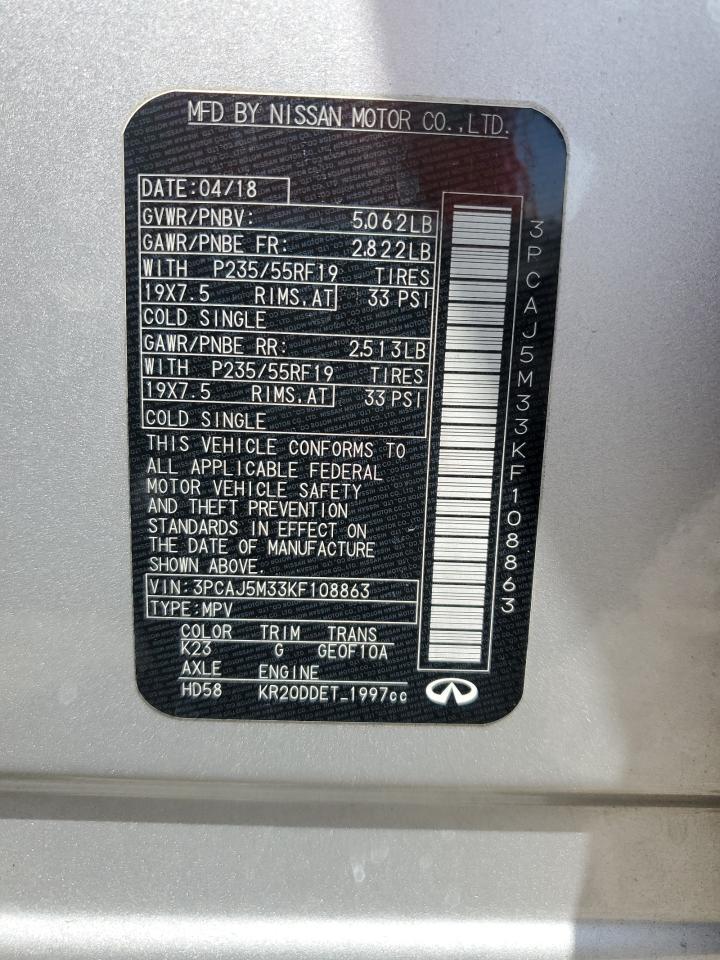 MFD BY NISSAN MOTOR CO.,LTD.
DATE:04/18
GVWR/PNBV: 5.062LB
GAWR/PNBE FR: 2.822LB
WITH P235/55RF19 TIRES
19X7.5 RIMS.AT 33 PSI
COLD SINGLE
GAWR/PNBE RR: 2.513LB
WITH P235/55RF19 TIRES
19X7.5 RIMS.AT 33 PSI
COLD SINGLE
THIS VEHICLE CONFORMS TO
ALL APPLICABLE FEDERAL
MOTOR VEHICLE SAFETY
AND THEFT PREVENTION
STANDARDS IN EFFECT ON
THE DATE OF MANUFACTURE
SHOWN ABOVE.
VIN:3PCAJ5M33KF108863
TYPE:MPV
COLOR TRIM TRANS
K23 G GE0F10A
AXLE ENGINE
HD58 KR20DDET_1997cc
3PCAJ5M33KF108863